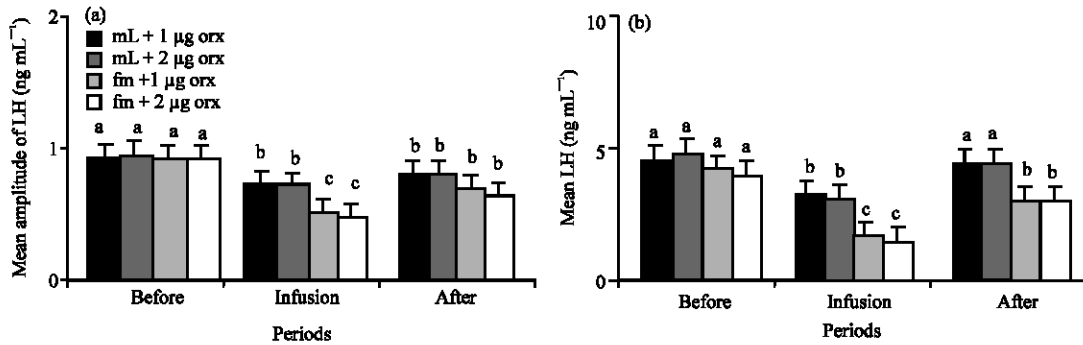 (a)
mL + 1 µg orx
mL + 2 µg orx
fm +1 µg orx
fm + 2 µg orx
Mean amplitude of LH (ng mL⁻¹)
2
1
0
a a a a
b b c c
b b b b
Before Infusion After
Periods
(b)
Mean LH (ng mL⁻¹)
10
5
0
a a a a
b b c c
a a b b
Before Infusion After
Periods